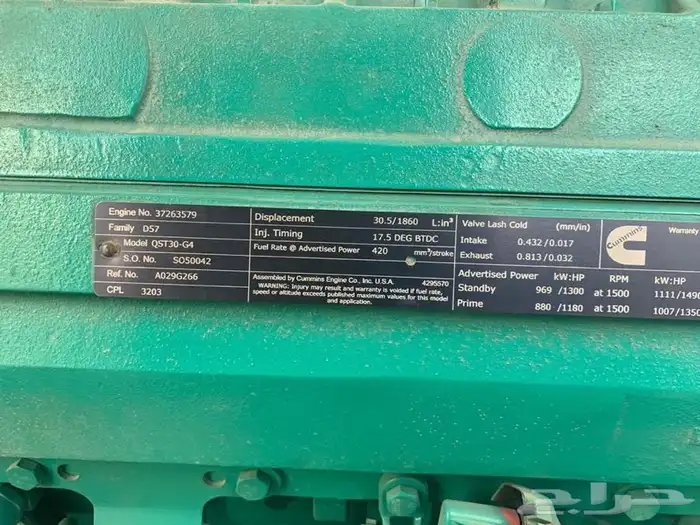 Engine No. 37263579
Family D57
Model QST30-G4
S.O. No. SO50042
Ref. No. A029G266
CPL 3203
Displacement 30.5/1860 L:in³
Inj. Timing 17.5 DEG BTDC
Fuel Rate @ Advertised Power 420 mm³/stroke
Assembled by Cummins Engine Co., Inc. U.S.A. 4295570
WARNING: Injury may result and warranty is voided if fuel rate,
speed or altitude exceeds published maximum values for this model
and application.
Valve Lash Cold (mm/in)
Intake 0.432/0.017
Exhaust 0.813/0.032
Cummins
Warranty
Advertised Power kW:HP RPM kW:HP
Standby 969 /1300 at 1500 1111/1490
Prime 880 /1180 at 1500 1007/1350
حراج